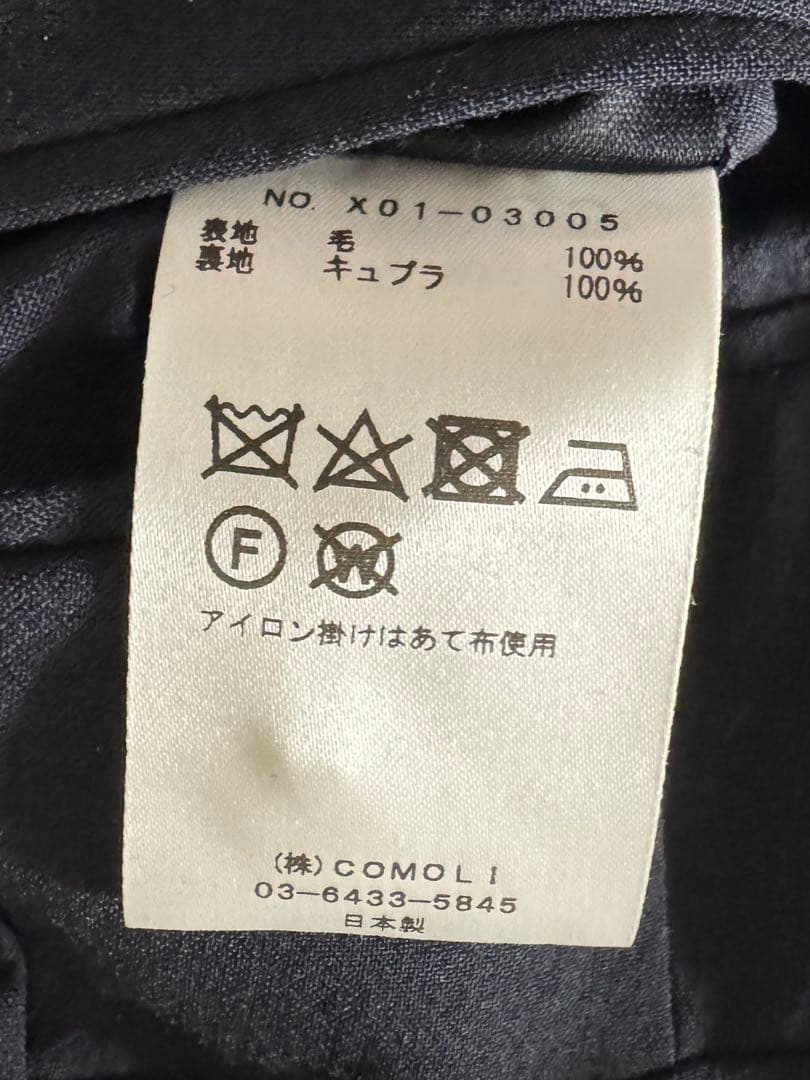 NO. X01-03005
表地 毛 100%
裏地 キュプラ 100%
F W
アイロン掛けはあて布使用
(株)COMOLI
03-6433-5845
日本製